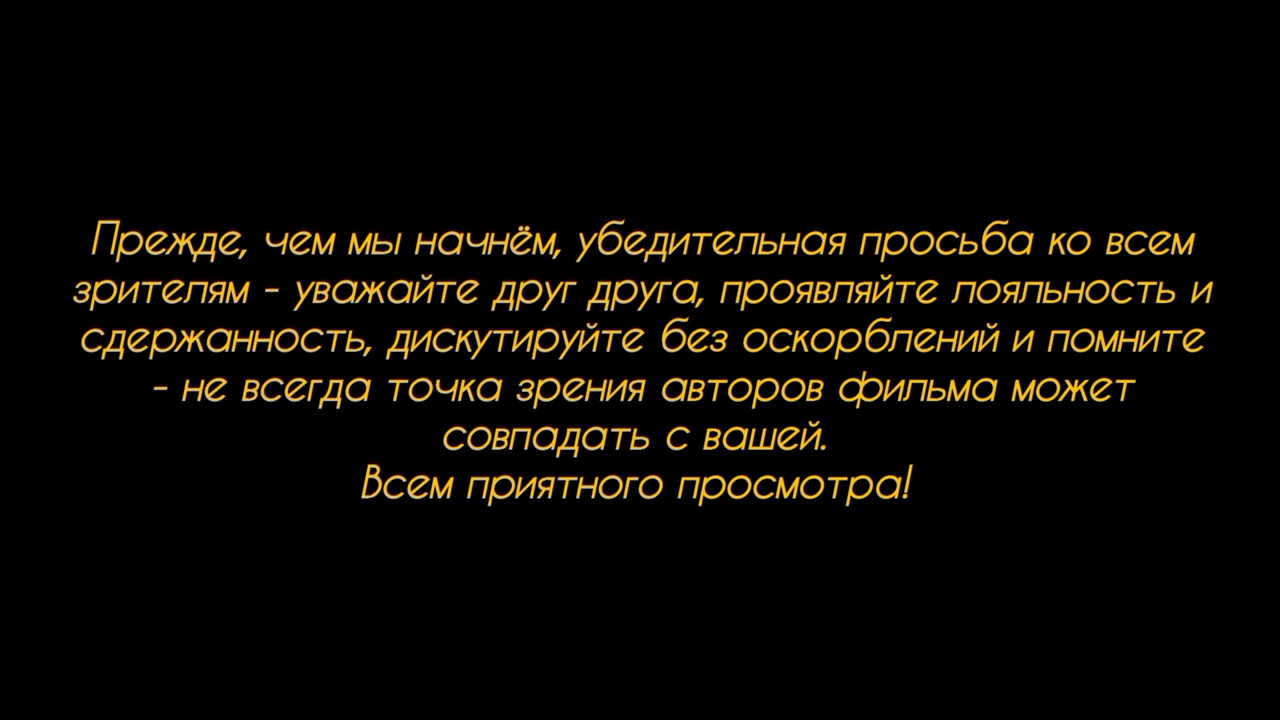 Прежде, чем мы начнём, убедительная просьба ко всем
зрителям - уважайте друг друга, проявляйте лояльность и
сдержанность, дискутируйте без оскорблений и помните
- не всегда точка зрения авторов фильма может
совпадать с вашей.
Всем приятного просмотра!